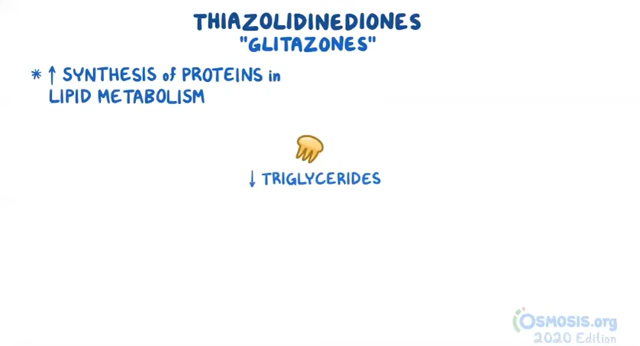 THIAZOLIDINEDIONES
"GLITAZONES"
* ↑ SYNTHESIS of PROTEINS in
LIPID METABOLISM
↓ TRIGLYCERIDES
OSMOSIS.org
2020 Edition